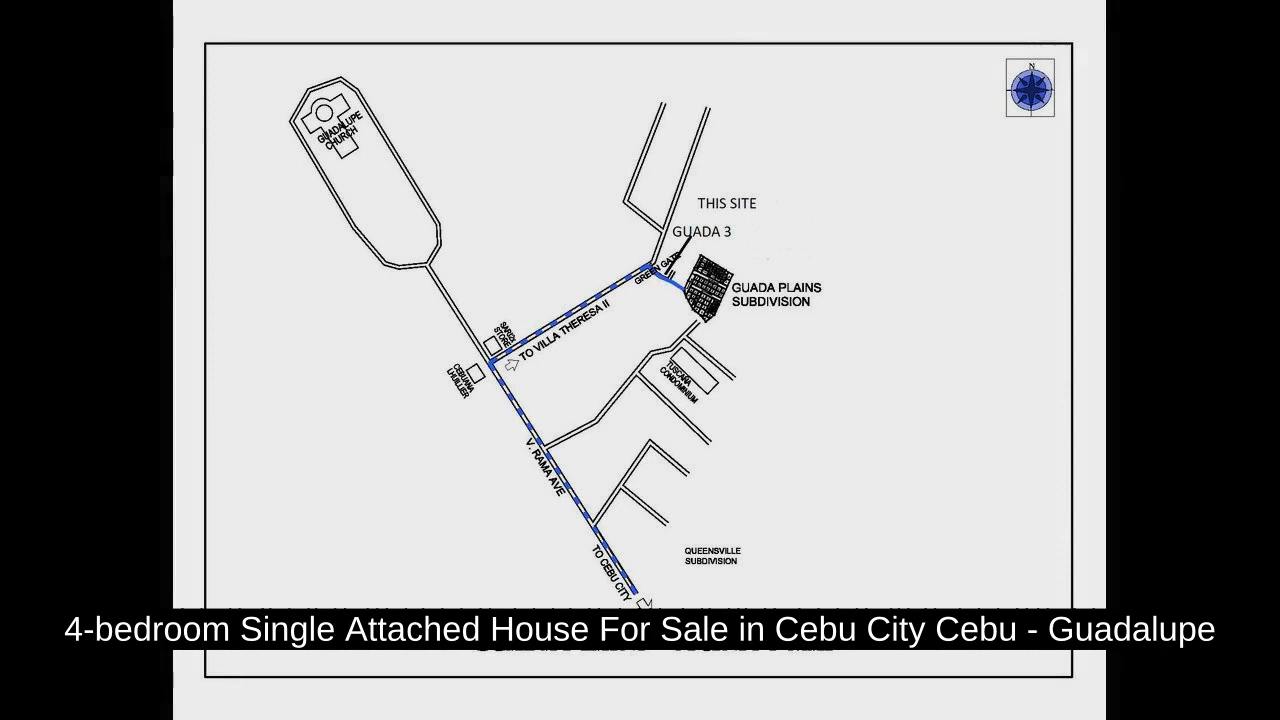 N
GUADALUPE
CHURCH
THIS SITE
GUADA 3
GREEN GATE
GUADA PLAINS
SUBDIVISION
TO VILLA THERESA II
CEBUANA
LHUILLIER
TUSCAÑA
CONDOMINIUM
V. RAMA AVE
TO CEBU CITY
QUEENSVILLE
SUBDIVISION
4-bedroom Single Attached House For Sale in Cebu City Cebu - Guadalupe